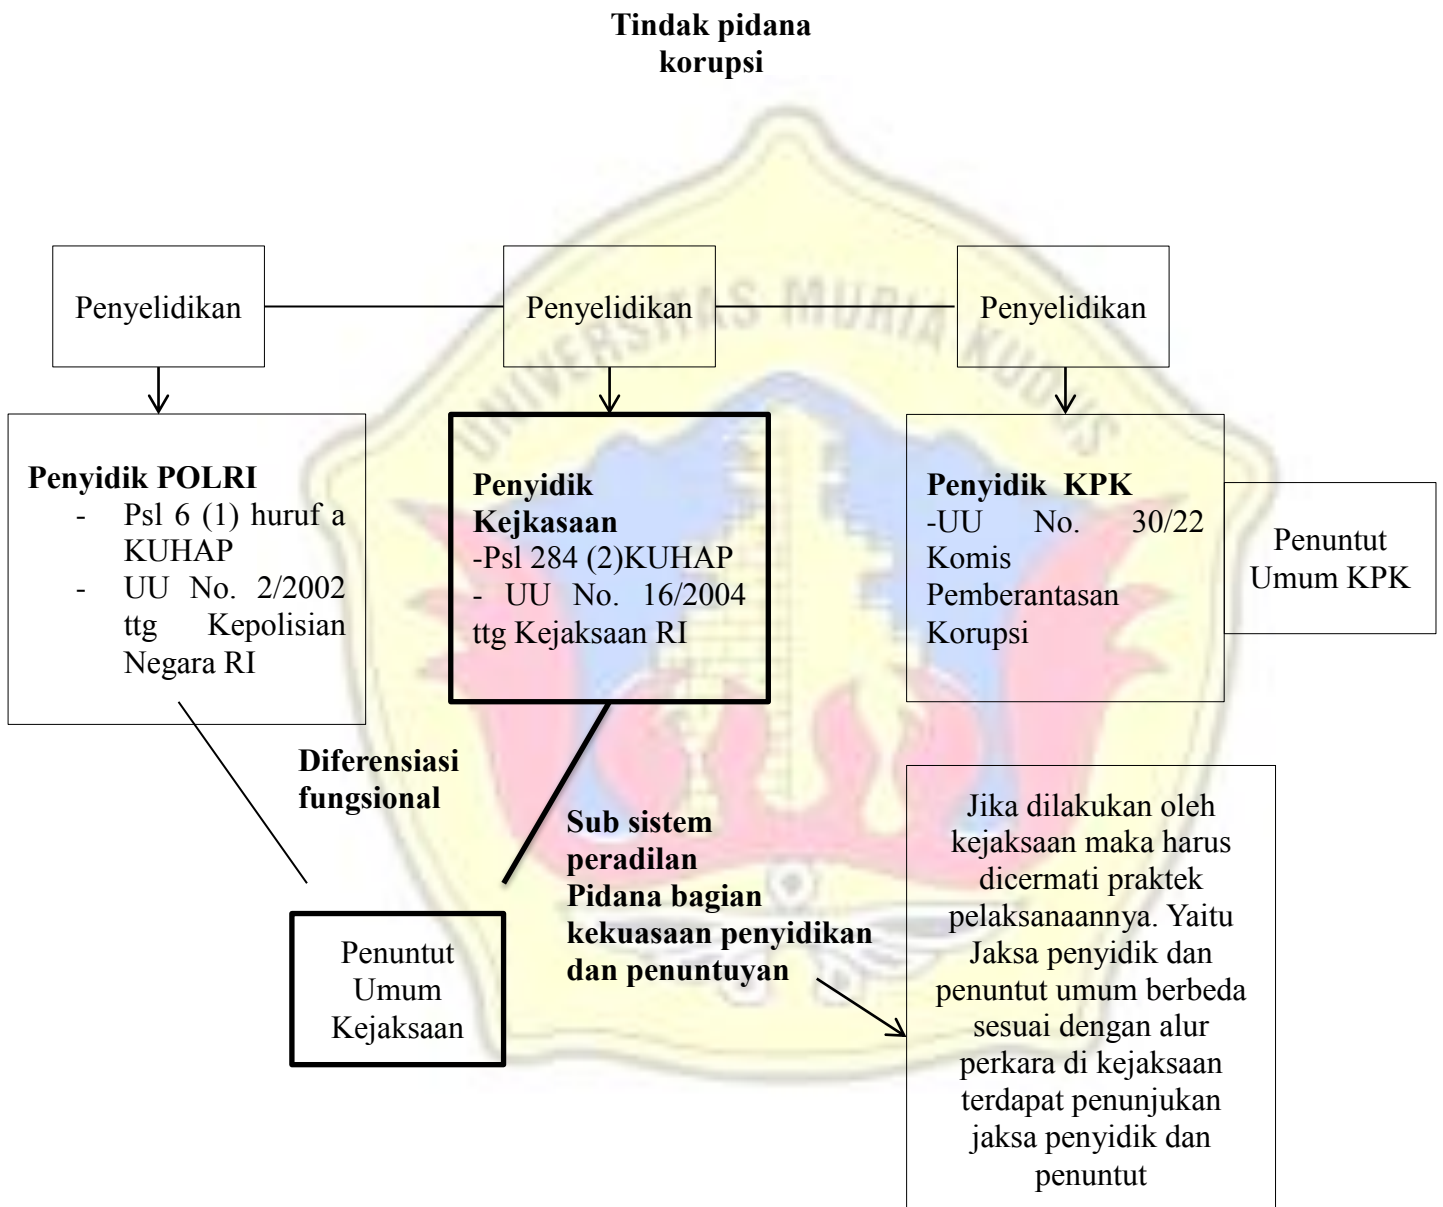 Tindak pidana
korupsi
UNIVERSITAS MURIA KUDUS
Penyelidikan
Penyelidikan
Penyelidikan
Penyidik POLRI
- Psl 6 (1) huruf a
KUHAP
- UU No. 2/2002
ttg Kepolisian
Negara RI
Penyidik
Kejkasaan
-Psl 284 (2)KUHAP
- UU No. 16/2004
ttg Kejaksaan RI
Penyidik KPK
-UU No. 30/22
Komis
Pemberantasan
Korupsi
Penuntut
Umum KPK
Diferensiasi
fungsional
Sub sistem
peradilan
Pidana bagian
kekuasaan penyidikan
dan penuntuyan
Penuntut
Umum
Kejaksaan
Jika dilakukan oleh
kejaksaan maka harus
dicermati praktek
pelaksanaannya. Yaitu
Jaksa penyidik dan
penuntut umum berbeda
sesuai dengan alur
perkara di kejaksaan
terdapat penunjukan
jaksa penyidik dan
penuntut